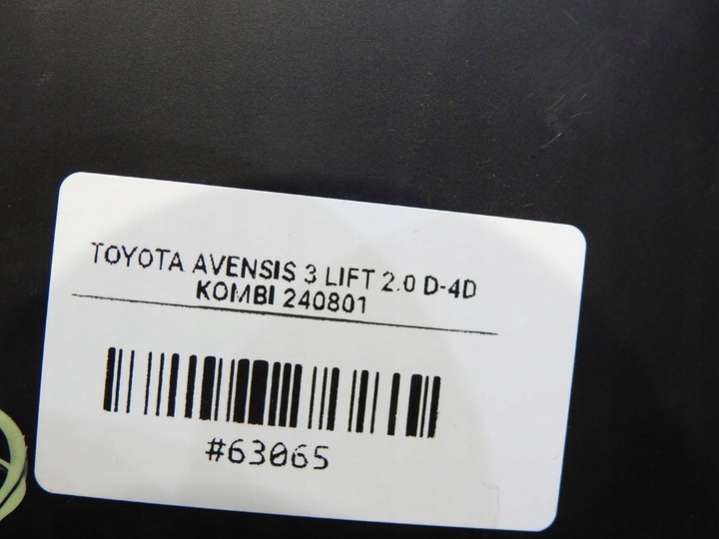 TOYOTA AVENSIS 3 LIFT 2.0 D-4D
KOMBI 240801
#63065